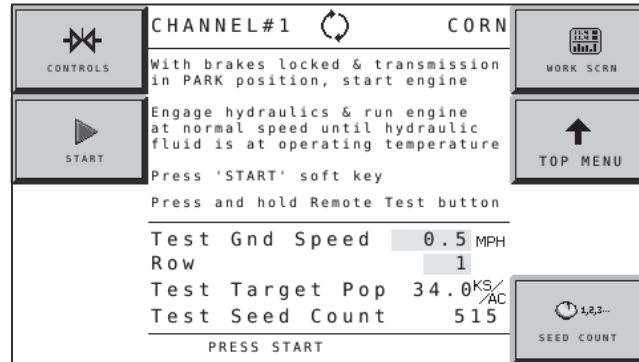 CHANNEL#1 CORN
CONTROLS
START
With brakes locked & transmission
in PARK position, start engine
Engage hydraulics & run engine
at normal speed until hydraulic
fluid is at operating temperature
Press 'START' soft key
Press and hold Remote Test button
Test Gnd Speed 0.5 MPH
Row 1
Test Target Pop 34.0 KS/AC
Test Seed Count 515
PRESS START
WORK SCRN
TOP MENU
1,2,3...
SEED COUNT